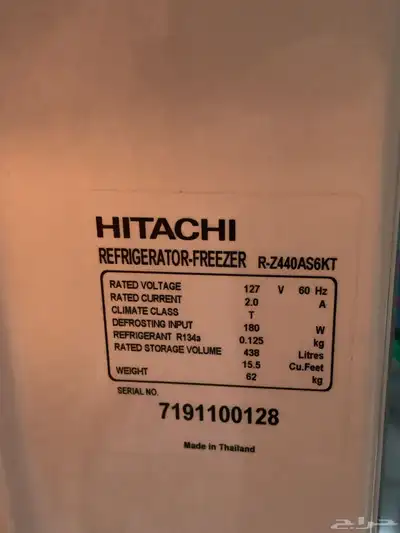 HITACHI
REFRIGERATOR-FREEZER R-Z440AS6KT
RATED VOLTAGE 127 V 60 Hz
RATED CURRENT 2.0 A
CLIMATE CLASS T
DEFROSTING INPUT 180 W
REFRIGERANT R134a 0.125 kg
RATED STORAGE VOLUME 438 Litres
15.5 Cu.Feet
WEIGHT 62 kg
SERIAL NO.
7191100128
Made in Thailand
حراج